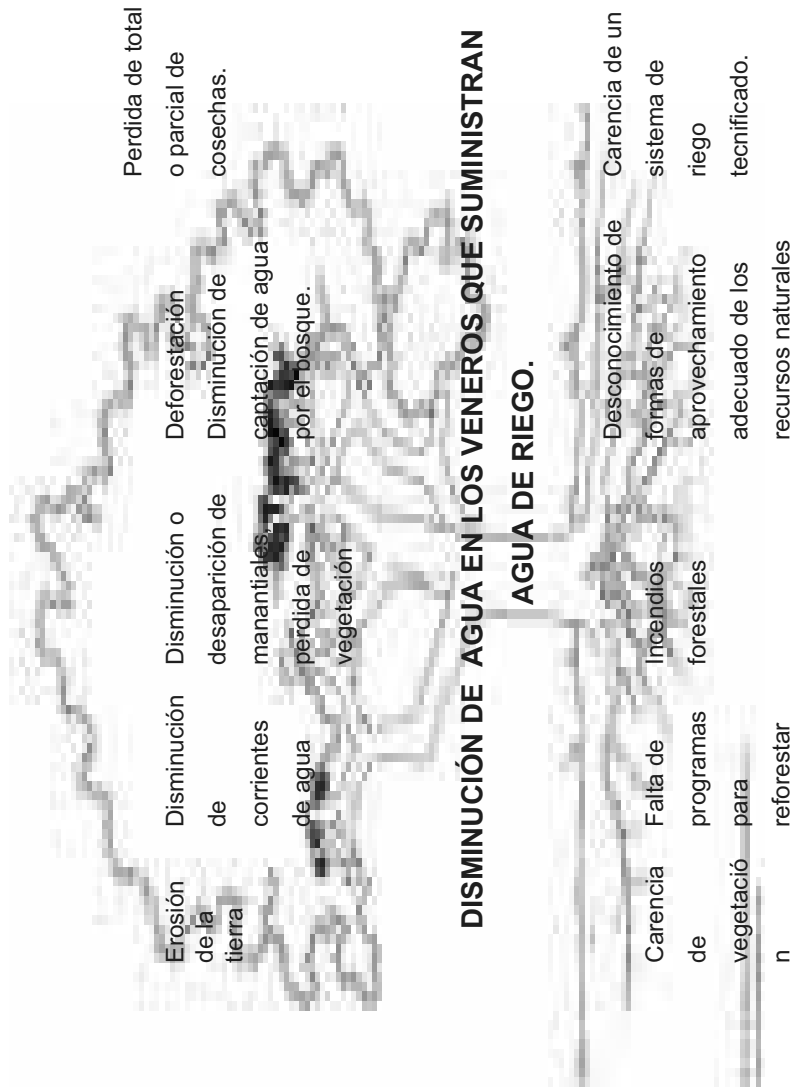 Erosión
de la
tierra
Disminución
de
corrientes
de agua
Disminución o
desaparición de
manantiales,
perdida de
vegetación
Deforestación
Disminución de
captación de agua
por el bosque.
Perdida de total
o parcial de
cosechas.
DISMINUCIÓN DE AGUA EN LOS VENEROS QUE SUMINISTRAN
AGUA DE RIEGO.
Carencia
de
vegetació
n
Falta de
programas
para
reforestar
Incendios
forestales
Desconocimiento de
formas de
aprovechamiento
adecuado de los
recursos naturales
Carencia de un
sistema de
riego
tecnificado.